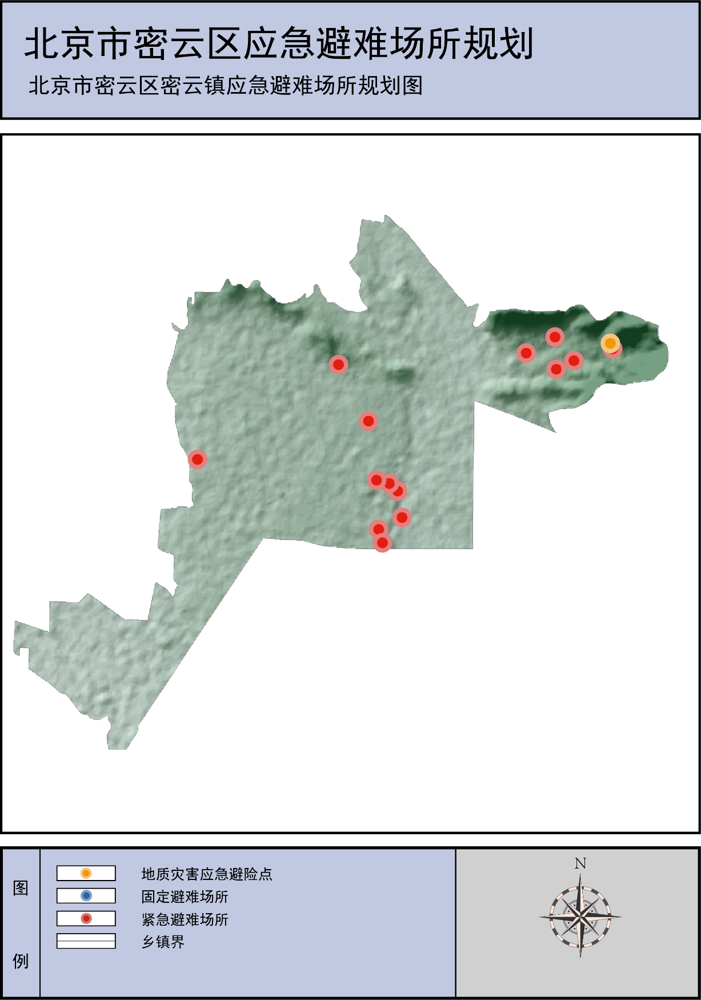 北京市密云区应急避难场所规划
北京市密云区密云镇应急避难场所规划图
图例
地质灾害应急避险点
固定避难场所
紧急避难场所
乡镇界
N